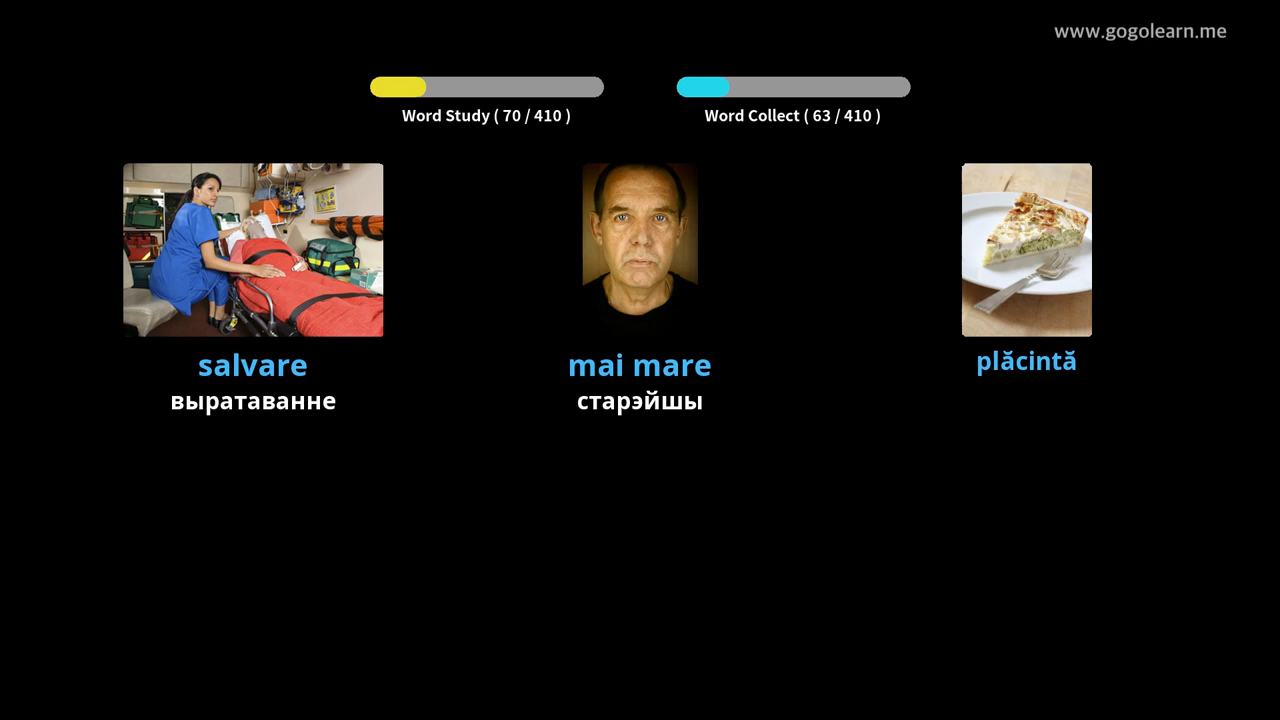 www.gogolearn.me
Word Study ( 70 / 410 )
Word Collect ( 63 / 410 )
salvare
выратаванне
mai mare
старэйшы
plăcintă